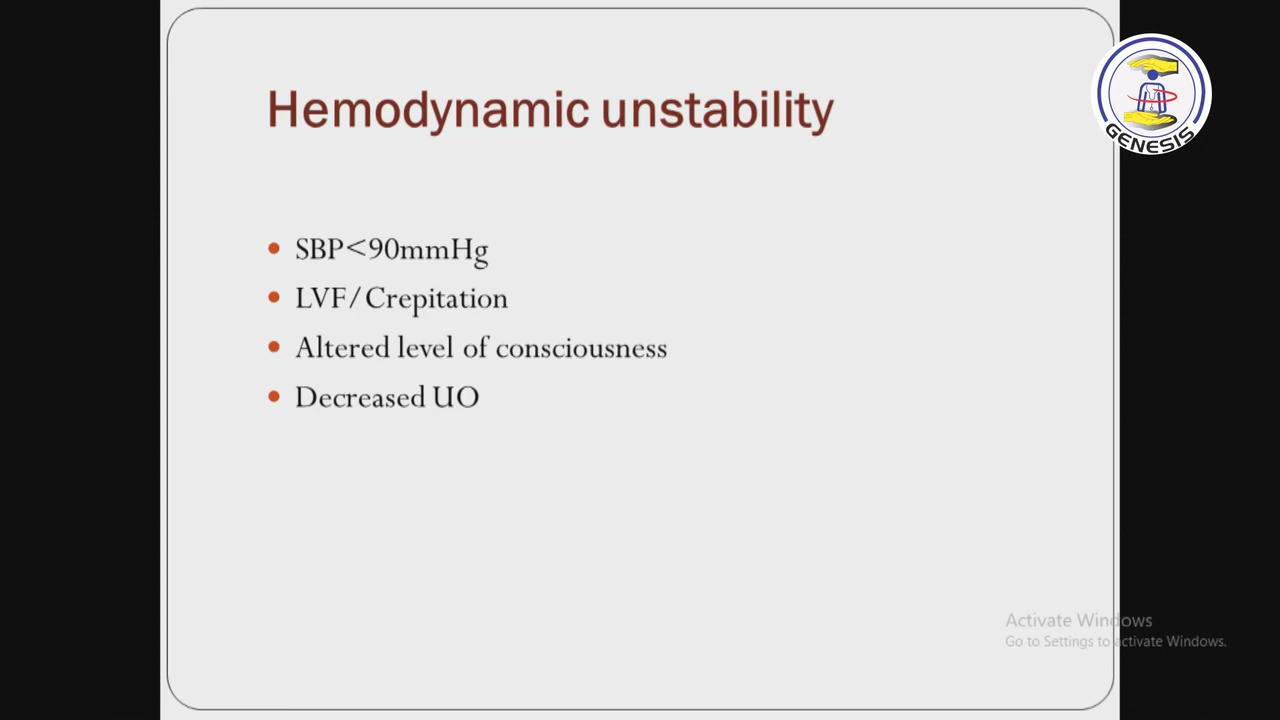 Hemodynamic unstability
GENESIS
SBP<90mmHg
LVF/Crepitation
Altered level of consciousness
Decreased UO
Activate Windows
Go to Settings to activate Windows.